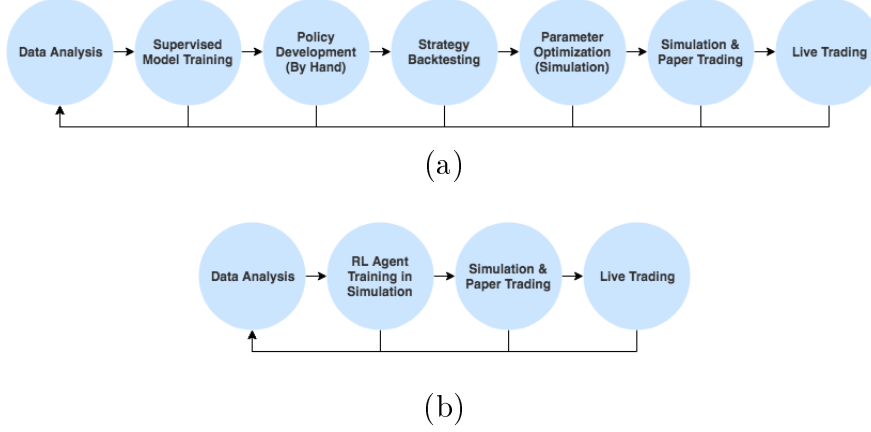 Data Analysis
Supervised
Model Training
Policy
Development
(By Hand)
Strategy
Backtesting
Parameter
Optimization
(Simulation)
Simulation &
Paper Trading
Live Trading
(a)
Data Analysis
RL Agent
Training in
Simulation
Simulation &
Paper Trading
Live Trading
(b)